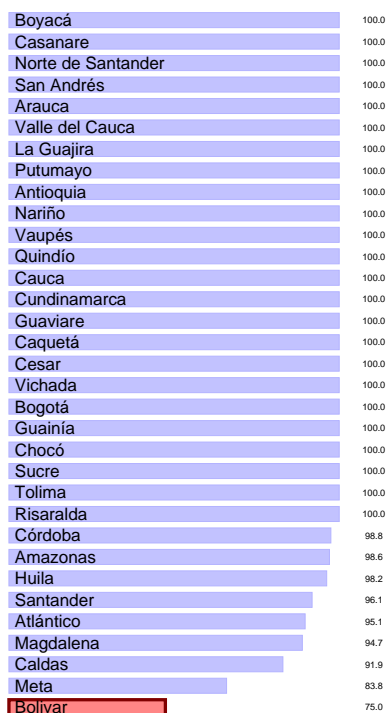 Boyacá 100.0
Casanare 100.0
Norte de Santander 100.0
San Andrés 100.0
Arauca 100.0
Valle del Cauca 100.0
La Guajira 100.0
Putumayo 100.0
Antioquia 100.0
Nariño 100.0
Vaupés 100.0
Quindío 100.0
Cauca 100.0
Cundinamarca 100.0
Guaviare 100.0
Caquetá 100.0
Cesar 100.0
Vichada 100.0
Bogotá 100.0
Guainía 100.0
Chocó 100.0
Sucre 100.0
Tolima 100.0
Risaralda 100.0
Córdoba 98.8
Amazonas 98.6
Huila 98.2
Santander 96.1
Atlántico 95.1
Magdalena 94.7
Caldas 91.9
Meta 83.8
Bolivar 75.0